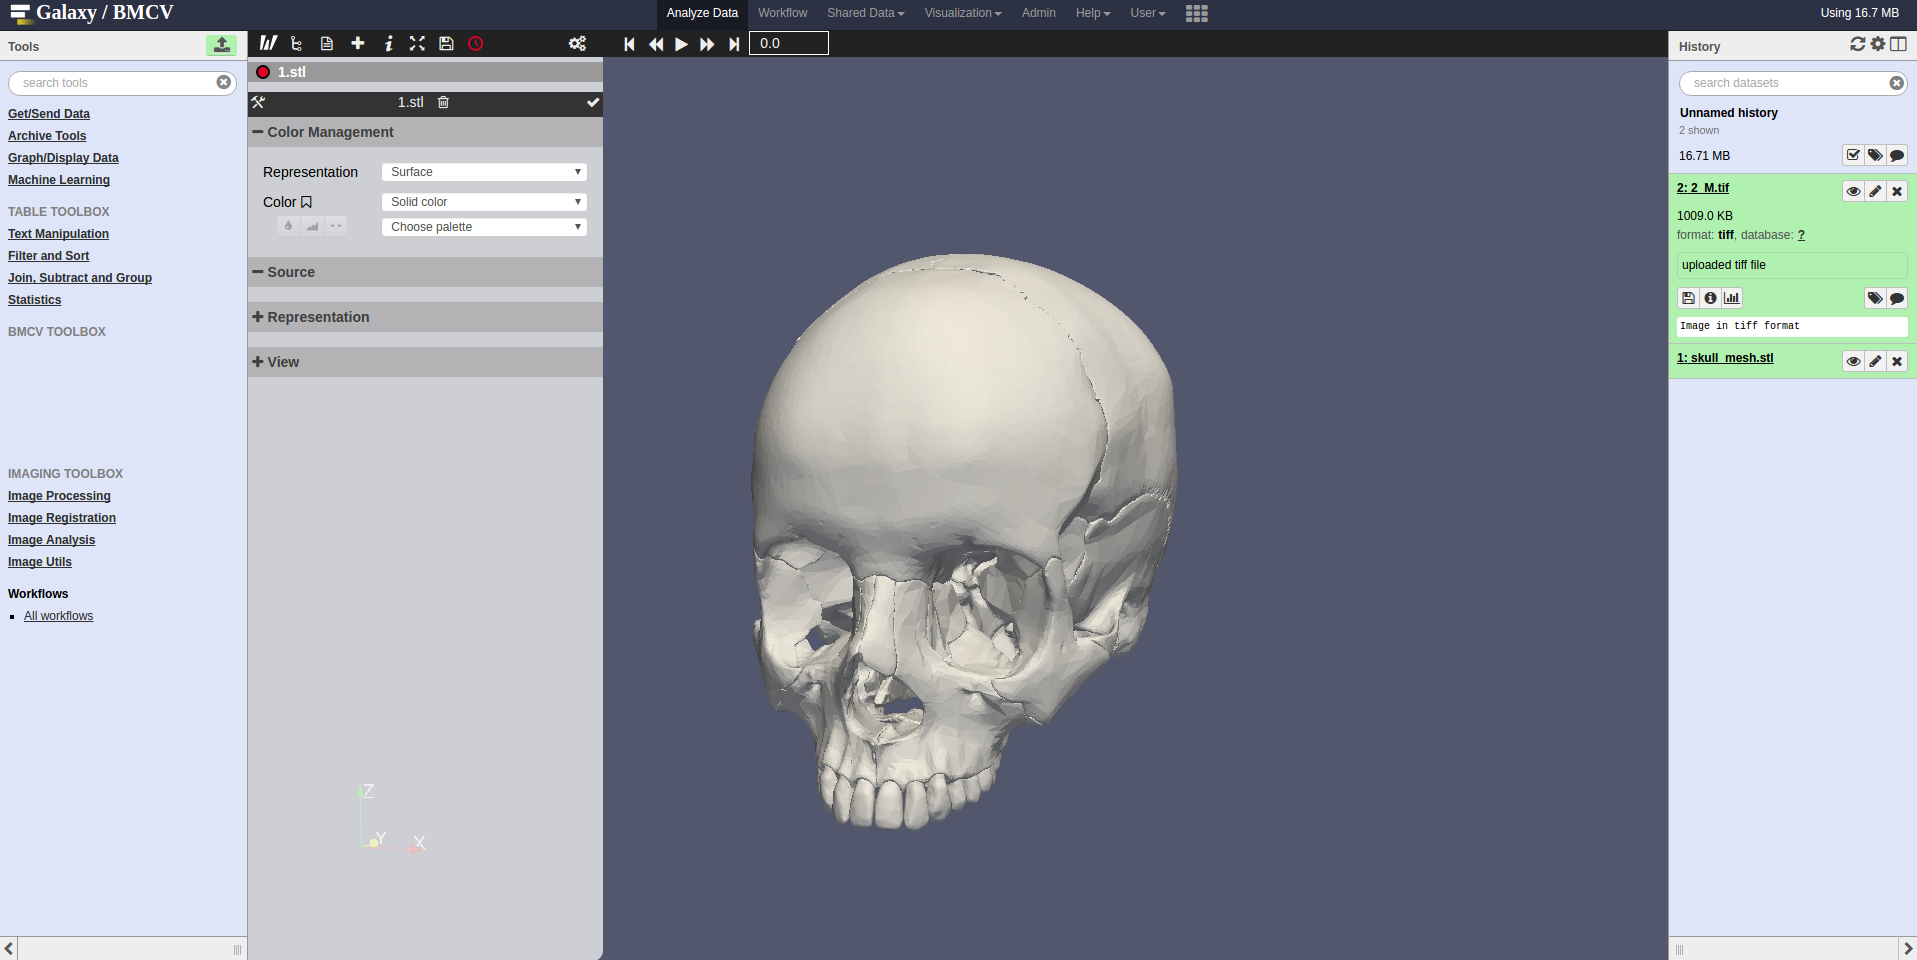 Galaxy / BMCV
Analyze Data
Workflow
Shared Data
Visualization
Admin
Help
User
Using 16.7 MB
Tools
search tools
Get/Send Data
Archive Tools
Graph/Display Data
Machine Learning
TABLE TOOLBOX
Text Manipulation
Filter and Sort
Join, Subtract and Group
Statistics
BMCV TOOLBOX
IMAGING TOOLBOX
Image Processing
Image Registration
Image Analysis
Image Utils
Workflows
All workflows
1.stl
1.stl
Color Management
Representation
Surface
Color
Solid color
Choose palette
Source
Representation
View
Z
Y
X
0.0
History
search datasets
Unnamed history
2 shown
16.71 MB
2: 2_M.tif
1009.0 KB
format: tiff, database: ?
uploaded tiff file
Image in tiff format
1: skull_mesh.stl